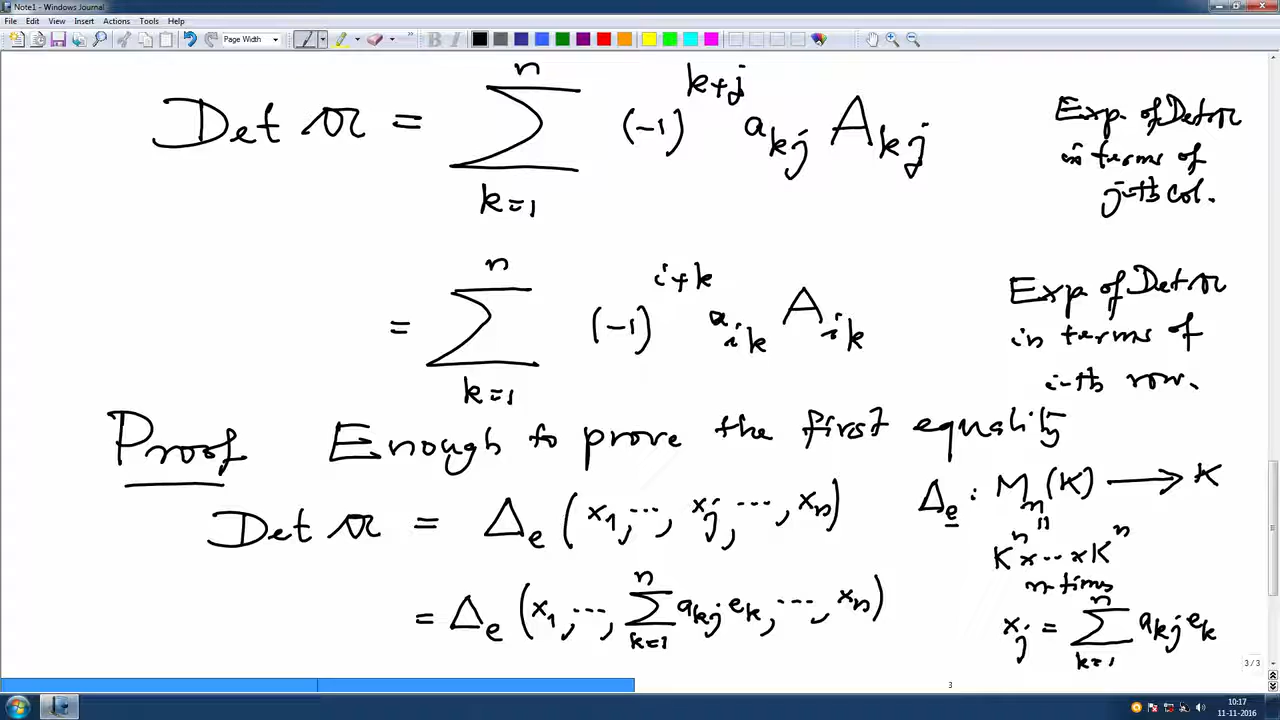 Note1 - Windows Journal
File Edit View Insert Actions Tools Help
Page Width
B I
Det 𝔄 = ∑_{k=1}^{n} (-1)^{k+j} a_{kj} A_{kj}
Exp. of Det 𝔄
in terms of
j-th col.
= ∑_{k=1}^{n} (-1)^{i+k} a_{ik} A_{ik}
Exp. of Det 𝔄
in terms of
i-th row.
Proof Enough to prove the first equality
Det 𝔄 = Δ_e (x_1, ..., x_j, ..., x_n)
Δ_e : M_n(K) ⟶ K
"
K^n × ... × K^n
n-times
= Δ_e (x_1, ..., ∑_{k=1}^{n} a_{kj} e_k, ..., x_n)
x_j = ∑_{k=1}^{n} a_{kj} e_k
3/3
3
10:17
11-11-2016